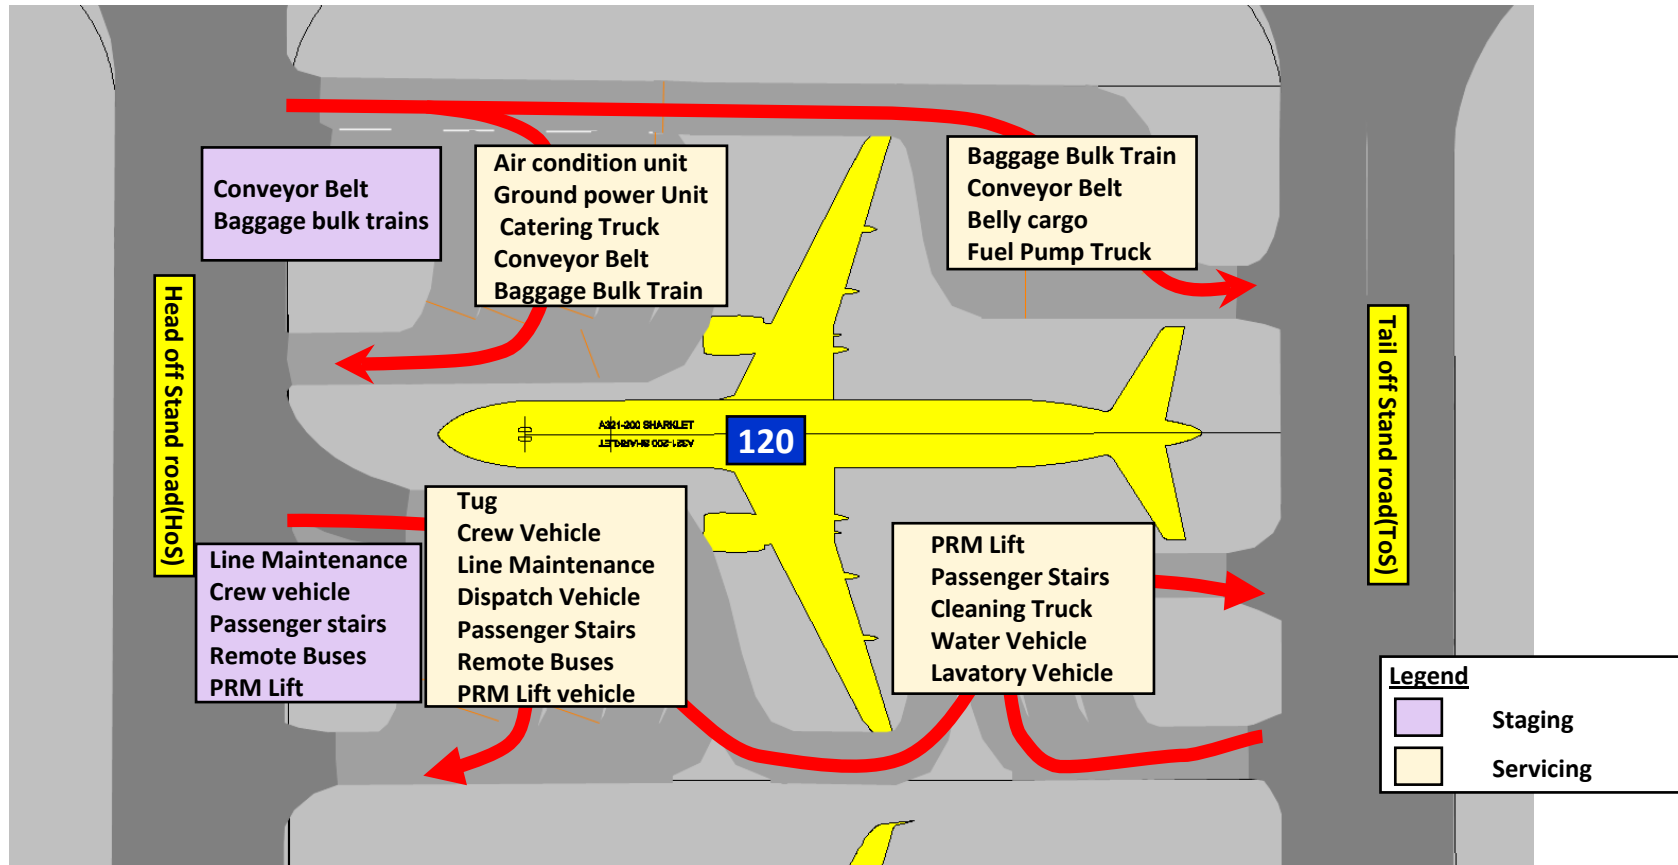 Conveyor Belt
Baggage bulk trains
Air condition unit
Ground power Unit
Catering Truck
Conveyor Belt
Baggage Bulk Train
Baggage Bulk Train
Conveyor Belt
Belly cargo
Fuel Pump Truck
Head off Stand road(HoS)
Tail off Stand road(ToS)
A321-200 SHARKLET
A321-200 SHARKLET
120
Line Maintenance
Crew vehicle
Passenger stairs
Remote Buses
PRM Lift
Tug
Crew Vehicle
Line Maintenance
Dispatch Vehicle
Passenger Stairs
Remote Buses
PRM Lift vehicle
PRM Lift
Passenger Stairs
Cleaning Truck
Water Vehicle
Lavatory Vehicle
Legend
Staging
Servicing